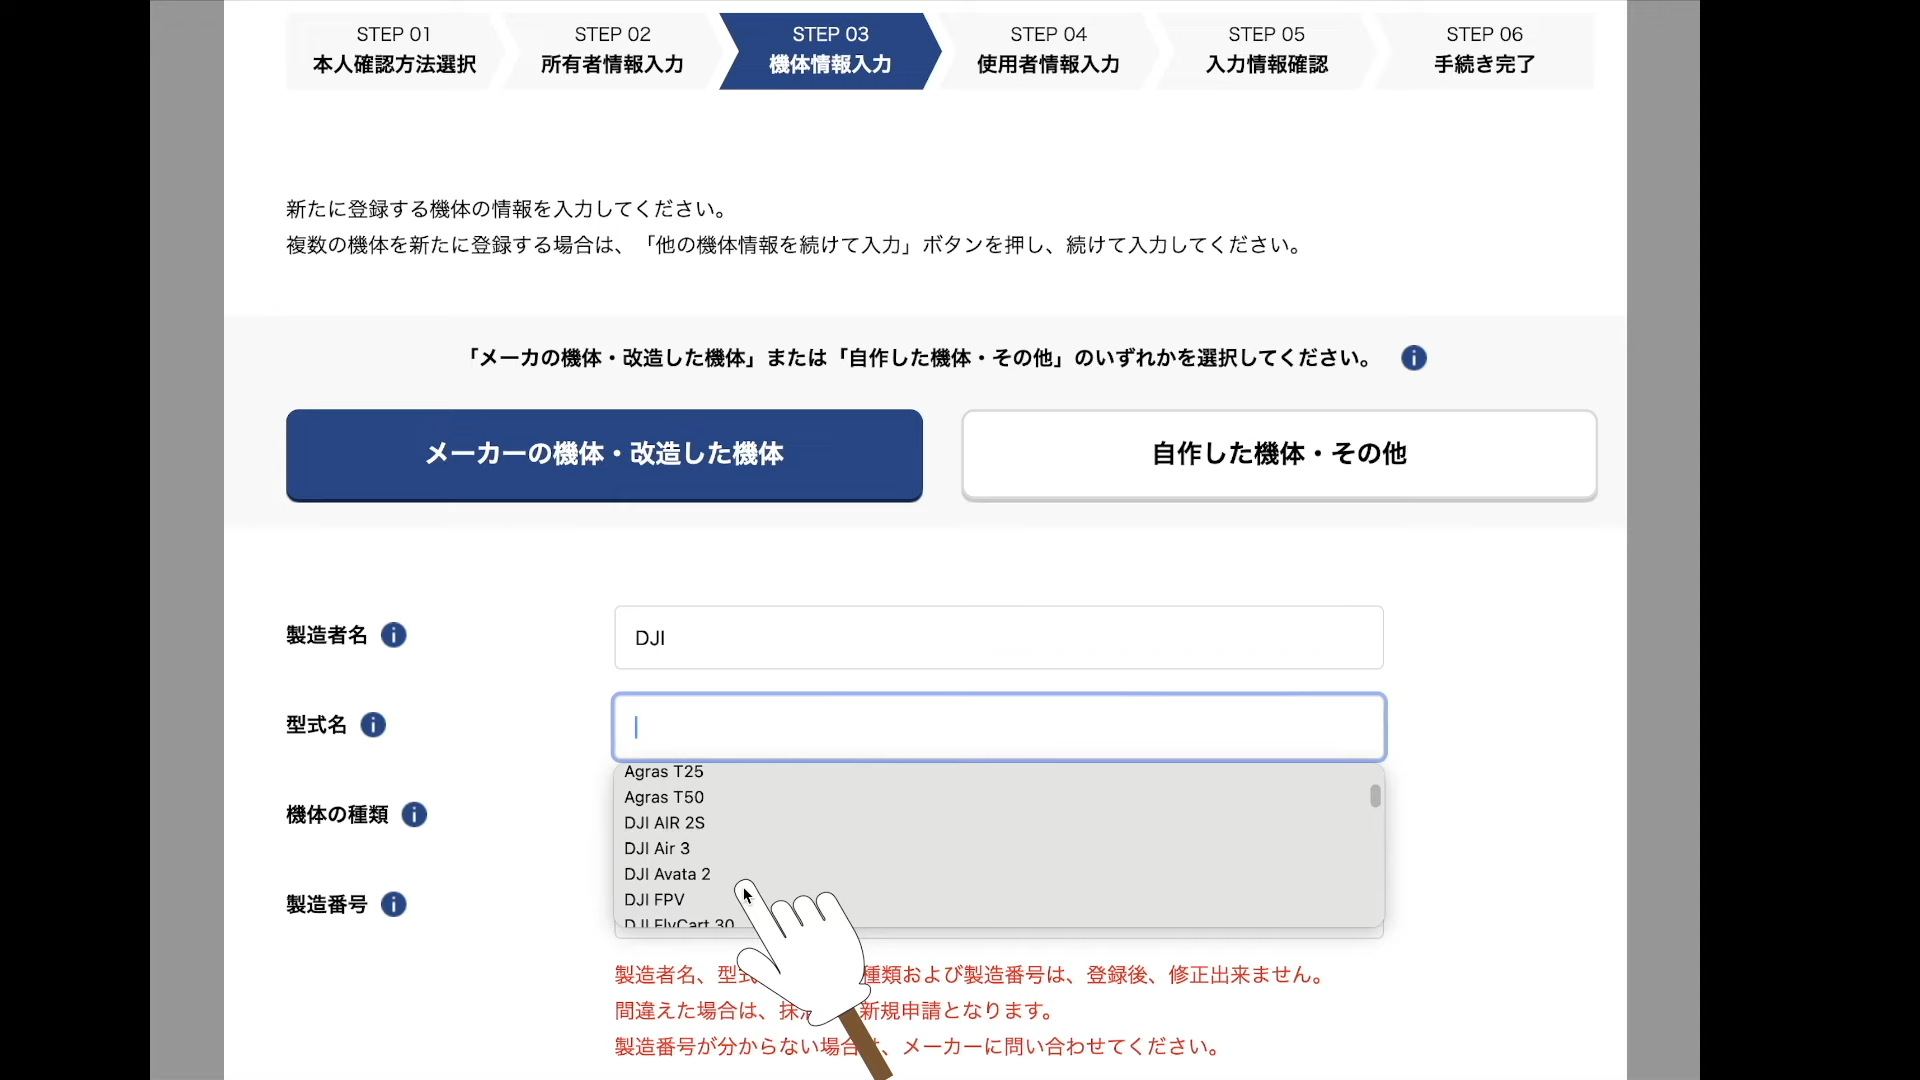 STEP 01
本人確認方法選択
STEP 02
所有者情報入力
STEP 03
機体情報入力
STEP 04
使用者情報入力
STEP 05
入力情報確認
STEP 06
手続き完了
新たに登録する機体の情報を入力してください。
複数の機体を新たに登録する場合は、「他の機体情報を続けて入力」ボタンを押し、続けて入力してください。
「メーカの機体・改造した機体」または「自作した機体・その他」のいずれかを選択してください。
メーカーの機体・改造した機体
自作した機体・その他
製造者名
DJI
型式名
Agras T25
Agras T50
DJI AIR 2S
DJI Air 3
DJI Avata 2
DJI FPV
DJI FlyCart 30
機体の種類
製造番号
製造者名、型式 種類および製造番号は、登録後、修正出来ません。
間違えた場合は、抹 新規申請となります。
製造番号が分からない場合 、メーカーに問い合わせてください。